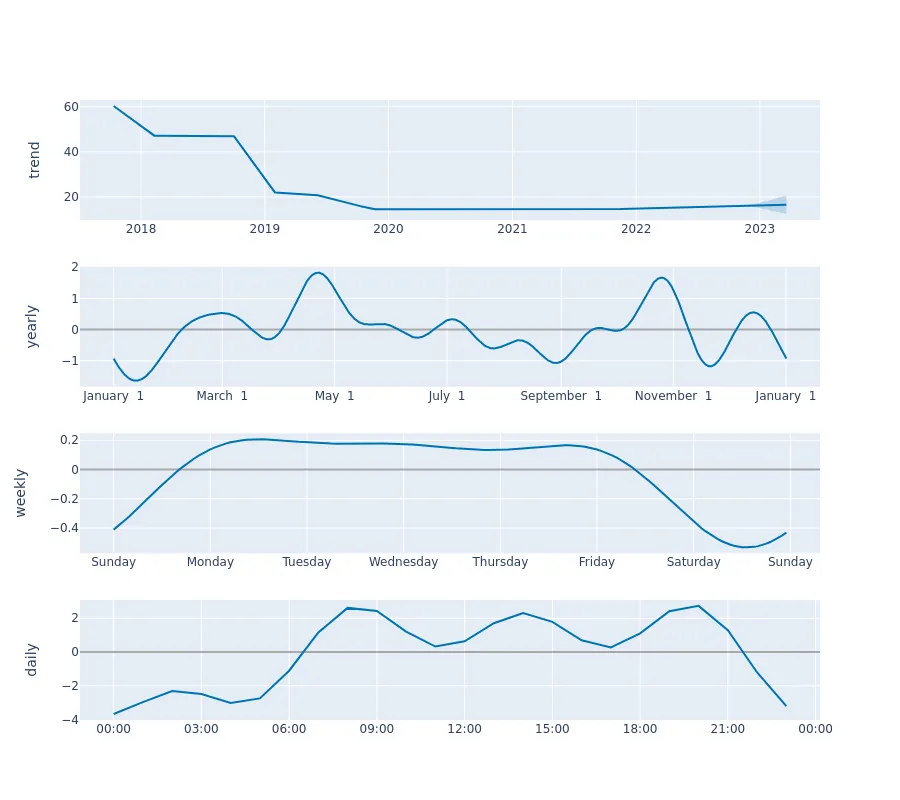 trend
60
40
20
2018 2019 2020 2021 2022 2023
yearly
2
1
0
−1
January 1 March 1 May 1 July 1 September 1 November 1 January 1
weekly
0.2
0
−0.2
−0.4
Sunday Monday Tuesday Wednesday Thursday Friday Saturday Sunday
daily
2
0
−2
−4
00:00 03:00 06:00 09:00 12:00 15:00 18:00 21:00 00:00